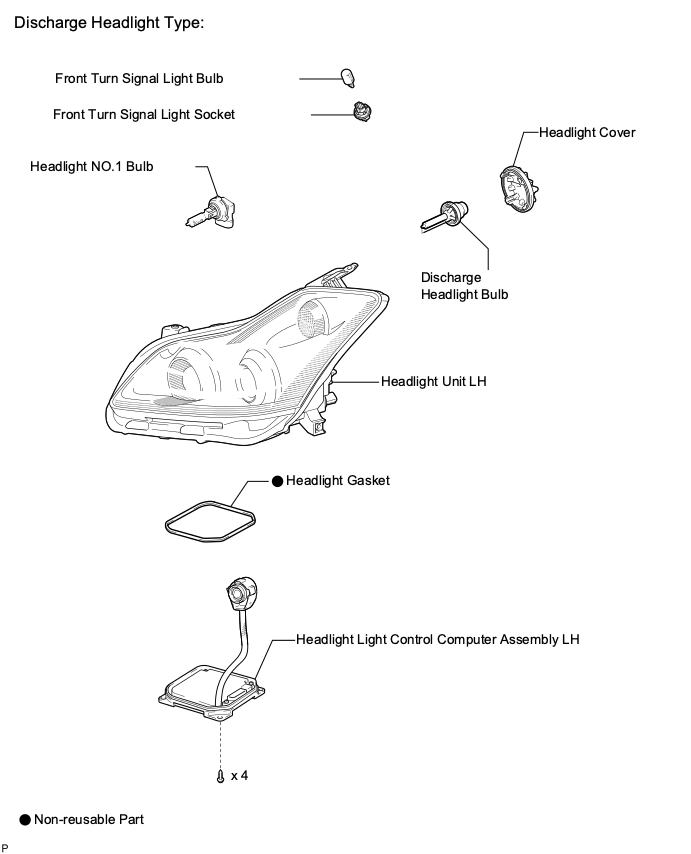 Discharge Headlight Type:
Front Turn Signal Light Bulb
Front Turn Signal Light Socket
Headlight Cover
Headlight NO.1 Bulb
Discharge
Headlight Bulb
Headlight Unit LH
● Headlight Gasket
Headlight Light Control Computer Assembly LH
x 4
● Non-reusable Part
P